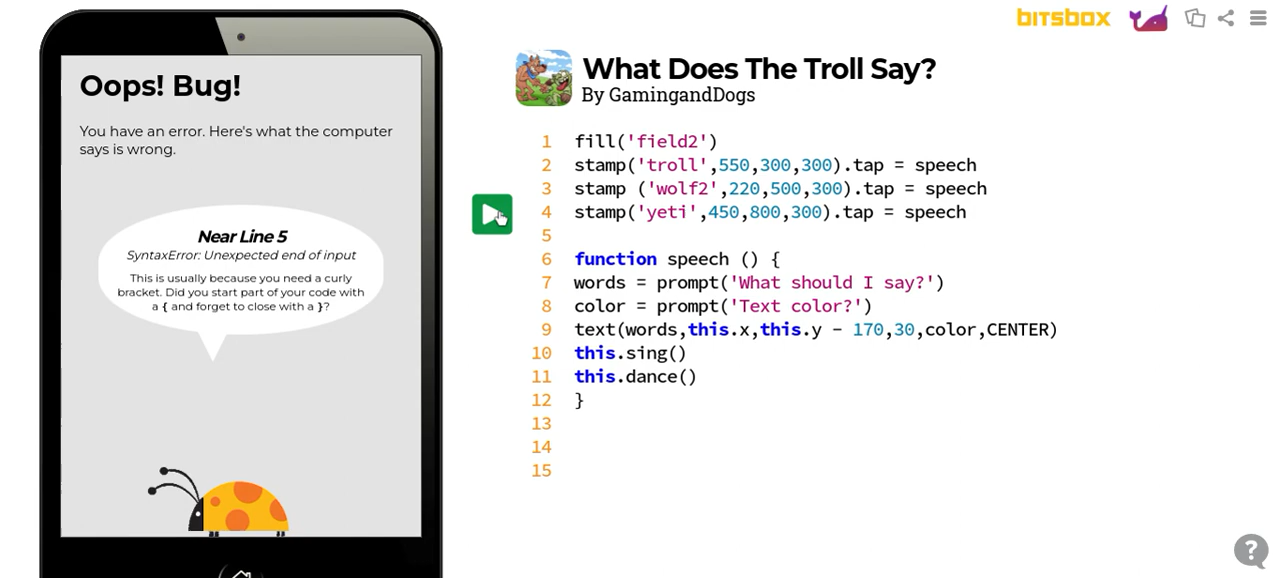 bitsbox
Oops! Bug!
You have an error. Here's what the computer
says is wrong.
Near Line 5
SyntaxError: Unexpected end of input
This is usually because you need a curly
bracket. Did you start part of your code with
a { and forget to close with a }?
What Does The Troll Say?
By GamingandDogs
1 fill('field2')
2 stamp('troll',550,300,300).tap = speech
3 stamp ('wolf2',220,500,300).tap = speech
4 stamp('yeti',450,800,300).tap = speech
5
6 function speech () {
7 words = prompt('What should I say?')
8 color = prompt('Text color?')
9 text(words,this.x,this.y - 170,30,color,CENTER)
10 this.sing()
11 this.dance()
12 }
13
14
15
?